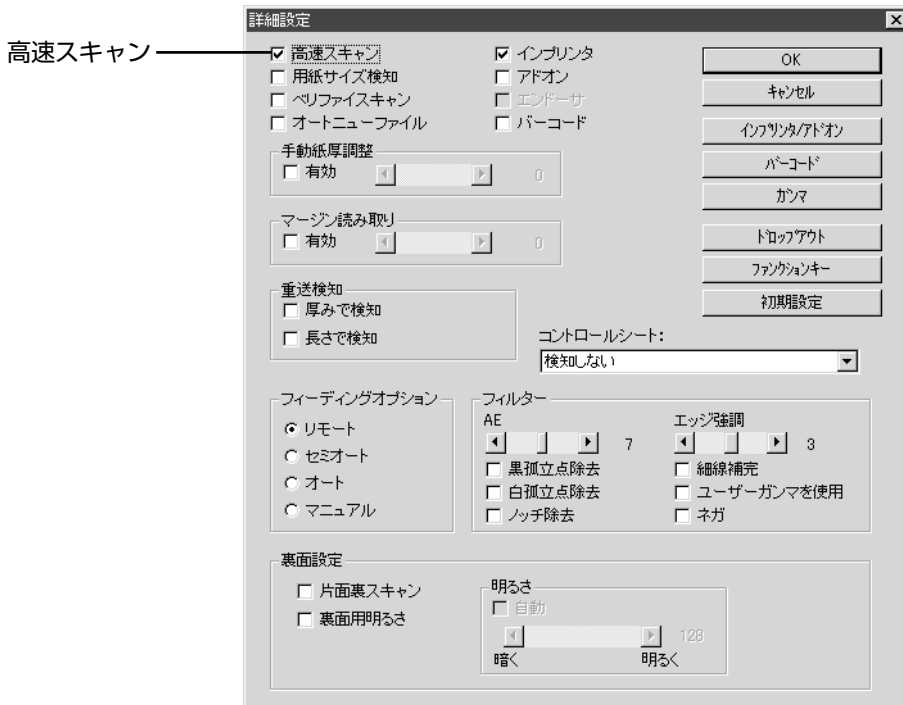 詳細設定
高速スキャン
高速スキャン
インプリンタ
用紙サイズ検知
アドオン
ベリファイスキャン
エンドーサ
オートニューファイル
バーコード
OK
キャンセル
インプリンタ/アドオン
バーコード
ガンマ
ドロップアウト
ファンクションキー
初期設定
手動紙厚調整
有効 0
マージン読み取り
有効 0
重送検知
厚みで検知
長さで検知
コントロールシート:
検知しない
フィーディングオプション
リモート
セミオート
オート
マニュアル
フィルター
AE
7
エッジ強調
3
黒孤立点除去
細線補完
白孤立点除去
ユーザーガンマを使用
ノッチ除去
ネガ
裏面設定
片面裏スキャン
裏面用明るさ
明るさ
自動
128
暗く 明るく